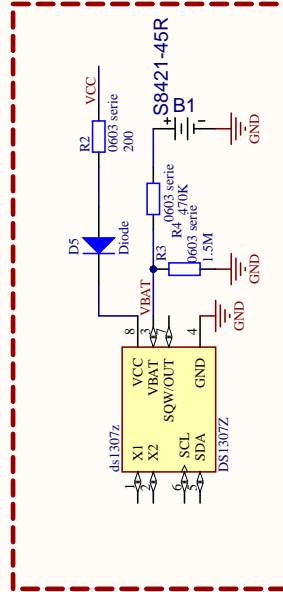 VCC
R2
0603 serie
200
D5
Diode
S8421-45R
B1
+
-
GND
R3
0603 serie
470K
R4
0603 serie
1.5M
GND
VBAT
GND
ds1307z
1 X1 VCC 8
2 X2 VBAT 3
SQW/OUT 7
6 SCL
5 SDA GND 4
DS1307Z